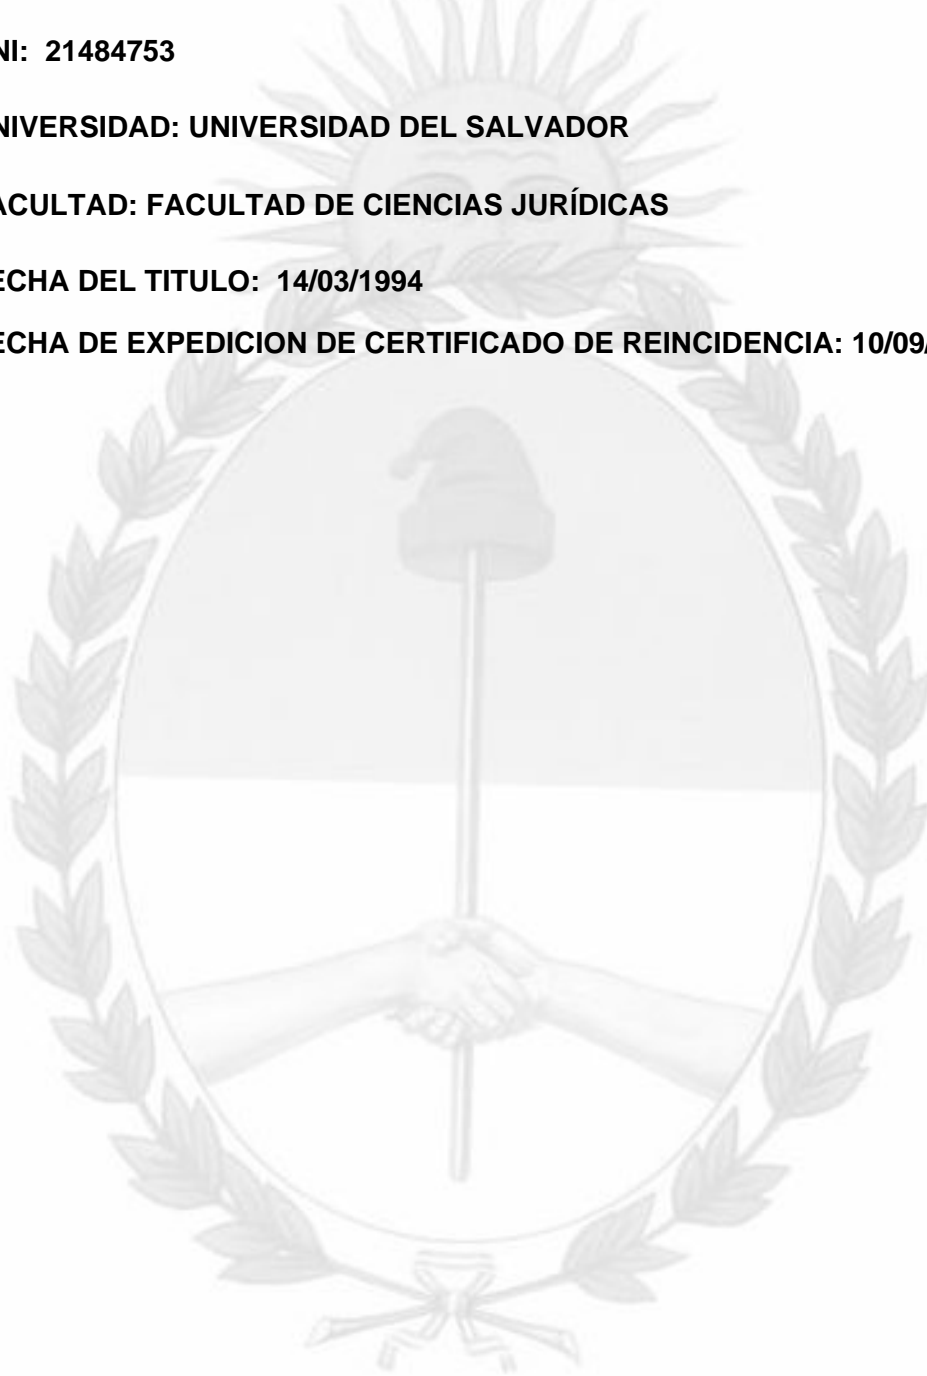 NI: 21484753
NIVERSIDAD: UNIVERSIDAD DEL SALVADOR
ACULTAD: FACULTAD DE CIENCIAS JURÍDICAS
ECHA DEL TITULO: 14/03/1994
ECHA DE EXPEDICION DE CERTIFICADO DE REINCIDENCIA: 10/09/